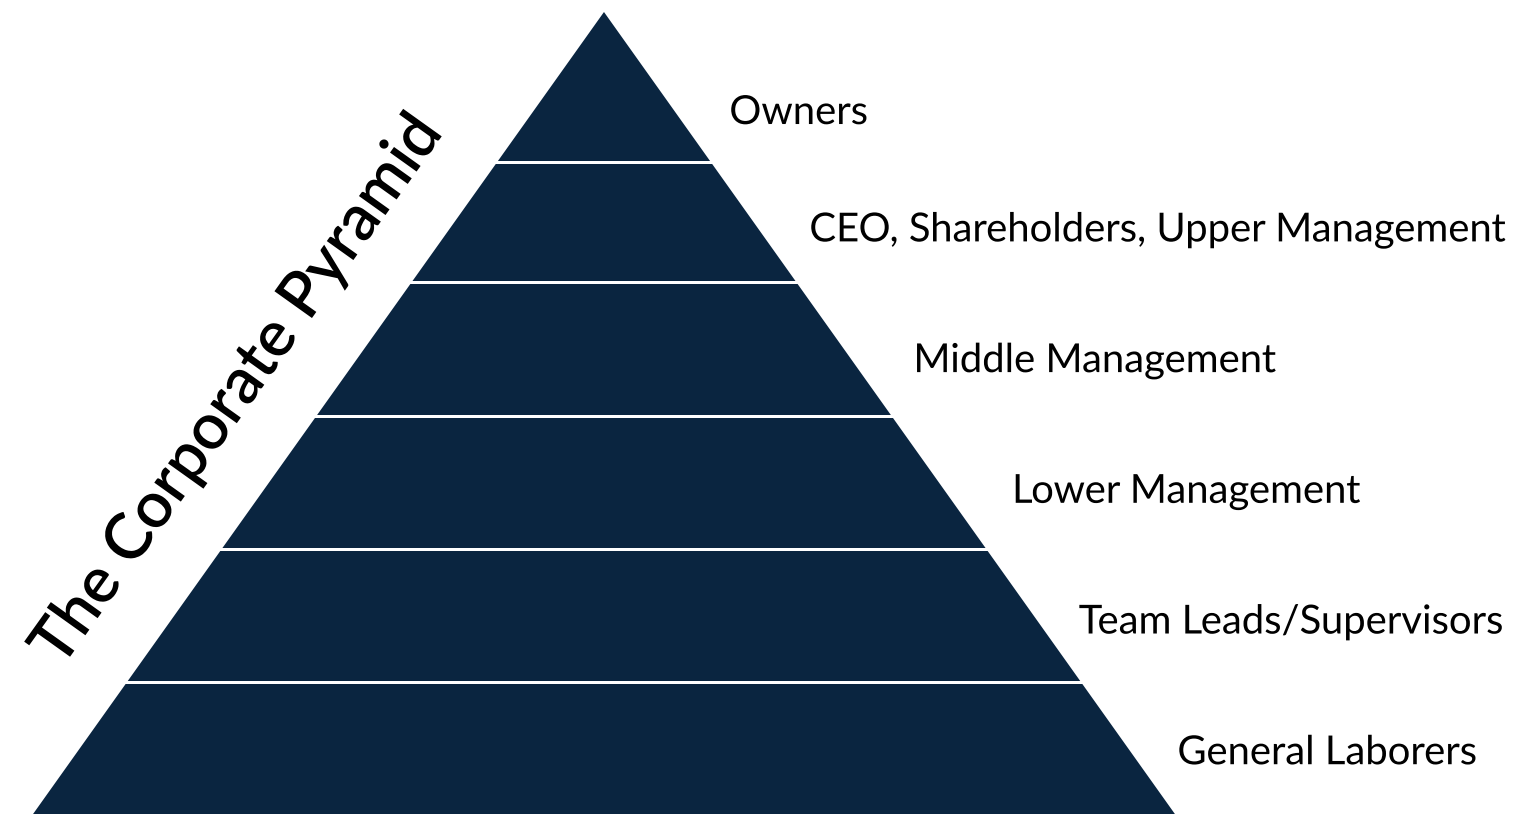 The Corporate Pyramid
Owners
CEO, Shareholders, Upper Management
Middle Management
Lower Management
Team Leads/Supervisors
General Laborers